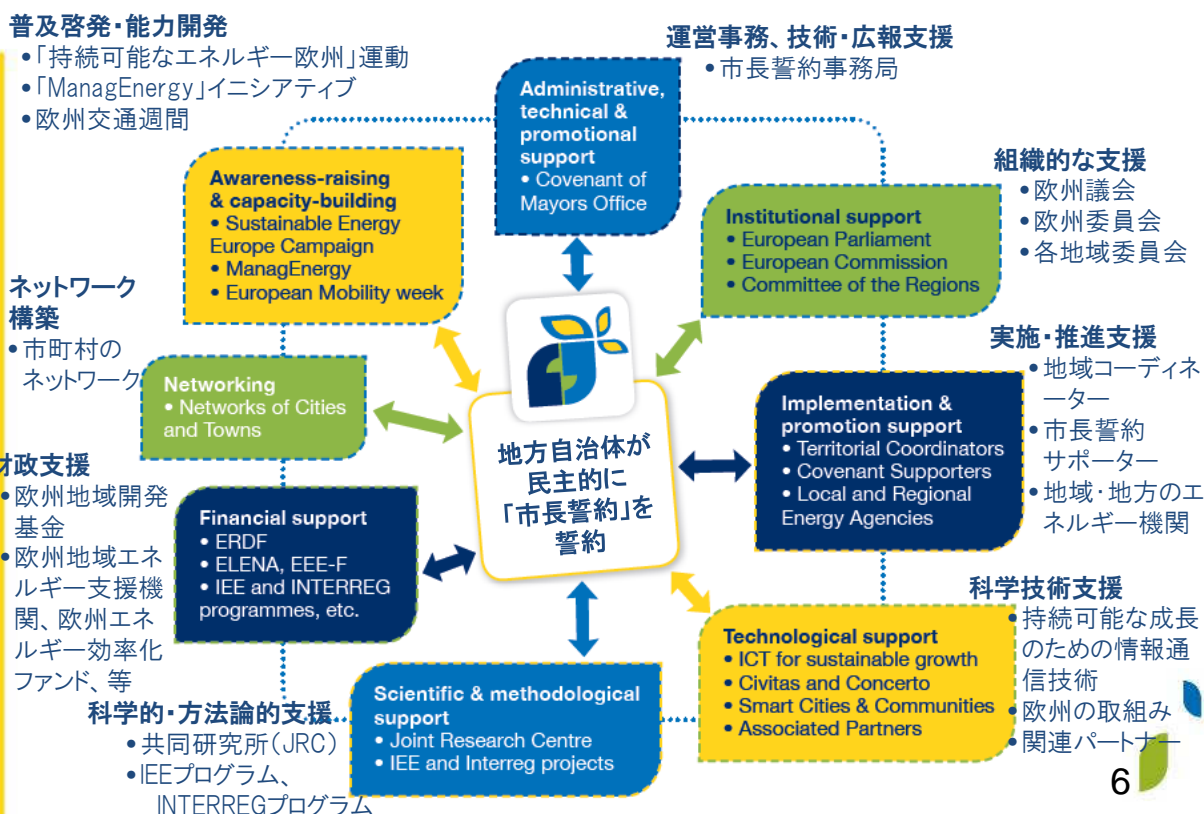 普及啓発・能力開発
•「持続可能なエネルギー欧州」運動
•「ManagEnergy」イニシアティブ
•欧州交通週間
運営事務、技術・広報支援
•市長誓約事務局
Administrative,
technical &
promotional
support
• Covenant of
Mayors Office
Awareness-raising
& capacity-building
• Sustainable Energy
Europe Campaign
• ManagEnergy
• European Mobility week
Institutional support
• European Parliament
• European Commission
• Committee of the Regions
組織的な支援
•欧州議会
•欧州委員会
•各地域委員会
ネットワーク
構築
•市町村の
ネットワーク
Networking
• Networks of Cities
and Towns
地方自治体が
民主的に
「市長誓約」を
誓約
Implementation &
promotion support
• Territorial Coordinators
• Covenant Supporters
• Local and Regional
Energy Agencies
実施・推進支援
•地域コーディネ
ーター
•市長誓約
サポーター
•地域・地方のエ
ネルギー機関
財政支援
•欧州地域開発
基金
•欧州地域エネ
ルギー支援機
関、欧州エネ
ルギー効率化
ファンド、等
Financial support
• ERDF
• ELENA, EEE-F
• IEE and INTERREG
programmes, etc.
Scientific & methodological
support
• Joint Research Centre
• IEE and Interreg projects
科学的・方法論的支援
•共同研究所(JRC)
•IEEプログラム、
INTERREGプログラム
Technological support
• ICT for sustainable growth
• Civitas and Concerto
• Smart Cities & Communities
• Associated Partners
科学技術支援
•持続可能な成長
のための情報通
信技術
•欧州の取組み
•関連パートナー
6